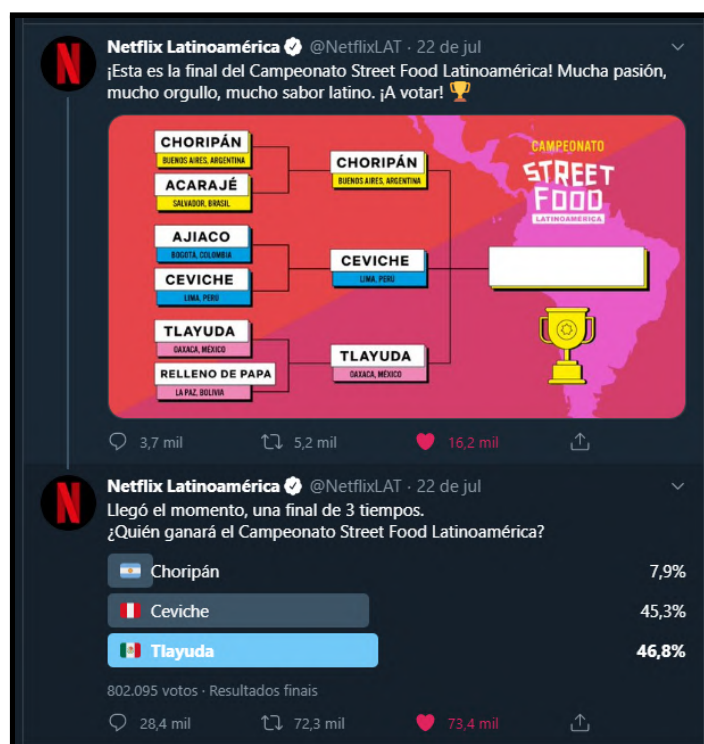 Netflix Latinoamérica @NetflixLAT · 22 de jul
¡Esta es la final del Campeonato Street Food Latinoamérica! Mucha pasión,
mucho orgullo, mucho sabor latino. ¡A votar! 🏆
CHORIPÁN
BUENOS AIRES, ARGENTINA
ACARAJÉ
SALVADOR, BRASIL
AJIACO
BOGOTA, COLOMBIA
CEVICHE
LIMA, PERÚ
TLAYUDA
OAXACA, MÉXICO
RELLENO DE PAPA
LA PAZ, BOLIVIA
CHORIPÁN
BUENOS AIRES, ARGENTINA
CEVICHE
LIMA, PERÚ
TLAYUDA
OAXACA, MÉXICO
CAMPEONATO
STREET
FOOD
LATINOAMÉRICA
3,7 mil 5,2 mil 16,2 mil
Netflix Latinoamérica @NetflixLAT · 22 de jul
Llegó el momento, una final de 3 tiempos.
¿Quién ganará el Campeonato Street Food Latinoamérica?
Choripán 7,9%
Ceviche 45,3%
Tlayuda 46,8%
802.095 votos · Resultados finais
28,4 mil 72,3 mil 73,4 mil